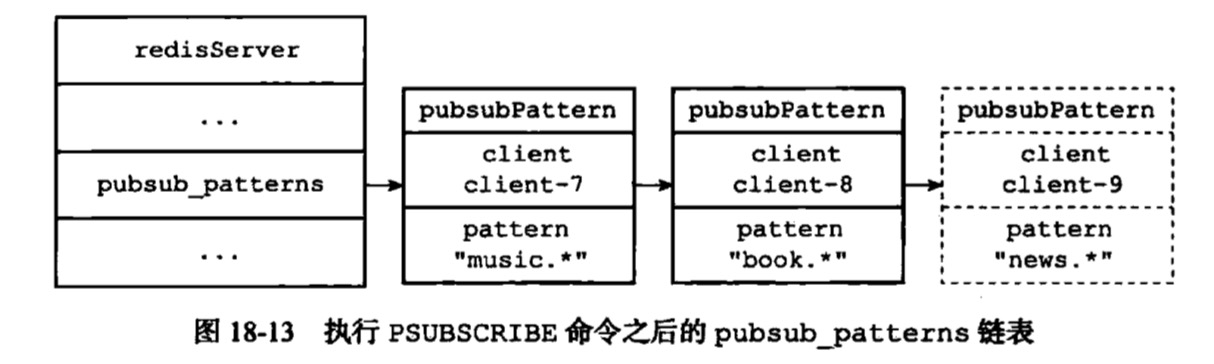 redisServer
...
pubsub_patterns
...
pubsubPattern
client
client-7
pattern
"music.*"
pubsubPattern
client
client-8
pattern
"book.*"
pubsubPattern
client
client-9
pattern
"news.*"
图 18-13 执行 PSUBSCRIBE 命令之后的 pubsub_patterns 链表